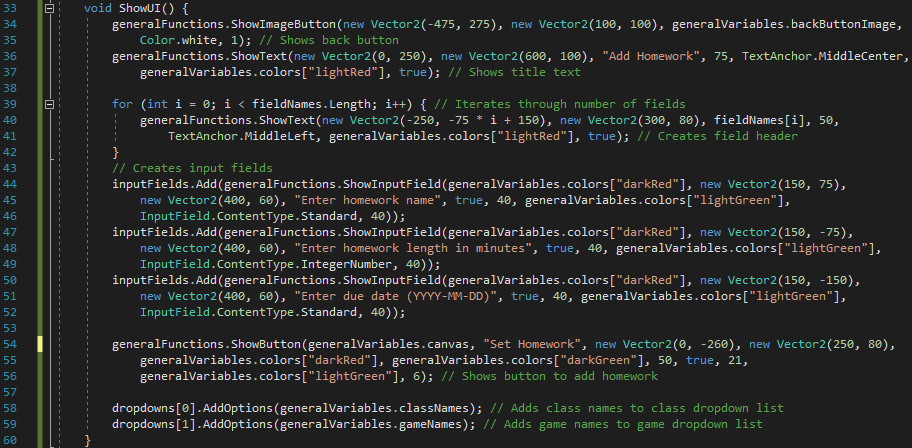 33 void ShowUI() {
34 generalFunctions.ShowImageButton(new Vector2(-475, 275), new Vector2(100, 100), generalVariables.backButtonImage,
35 Color.white, 1); // Shows back button
36 generalFunctions.ShowText(new Vector2(0, 250), new Vector2(600, 100), "Add Homework", 75, TextAnchor.MiddleCenter,
37 generalVariables.colors["lightRed"], true); // Shows title text
38
39 for (int i = 0; i < fieldNames.Length; i++) { // Iterates through number of fields
40 generalFunctions.ShowText(new Vector2(-250, -75 * i + 150), new Vector2(300, 80), fieldNames[i], 50,
41 TextAnchor.MiddleLeft, generalVariables.colors["lightRed"], true); // Creates field header
42 }
43 // Creates input fields
44 inputFields.Add(generalFunctions.ShowInputField(generalVariables.colors["darkRed"], new Vector2(150, 75),
45 new Vector2(400, 60), "Enter homework name", true, 40, generalVariables.colors["lightGreen"],
46 InputField.ContentType.Standard, 40));
47 inputFields.Add(generalFunctions.ShowInputField(generalVariables.colors["darkRed"], new Vector2(150, -75),
48 new Vector2(400, 60), "Enter homework length in minutes", true, 40, generalVariables.colors["lightGreen"],
49 InputField.ContentType.IntegerNumber, 40));
50 inputFields.Add(generalFunctions.ShowInputField(generalVariables.colors["darkRed"], new Vector2(150, -150),
51 new Vector2(400, 60), "Enter due date (YYYY-MM-DD)", true, 40, generalVariables.colors["lightGreen"],
52 InputField.ContentType.Standard, 40));
53
54 generalFunctions.ShowButton(generalVariables.canvas, "Set Homework", new Vector2(0, -260), new Vector2(250, 80),
55 generalVariables.colors["darkRed"], generalVariables.colors["darkGreen"], 50, true, 21,
56 generalVariables.colors["lightGreen"], 6); // Shows button to add homework
57
58 dropdowns[0].AddOptions(generalVariables.classNames); // Adds class names to class dropdown list
59 dropdowns[1].AddOptions(generalVariables.gameNames); // Adds game names to game dropdown list
60 }